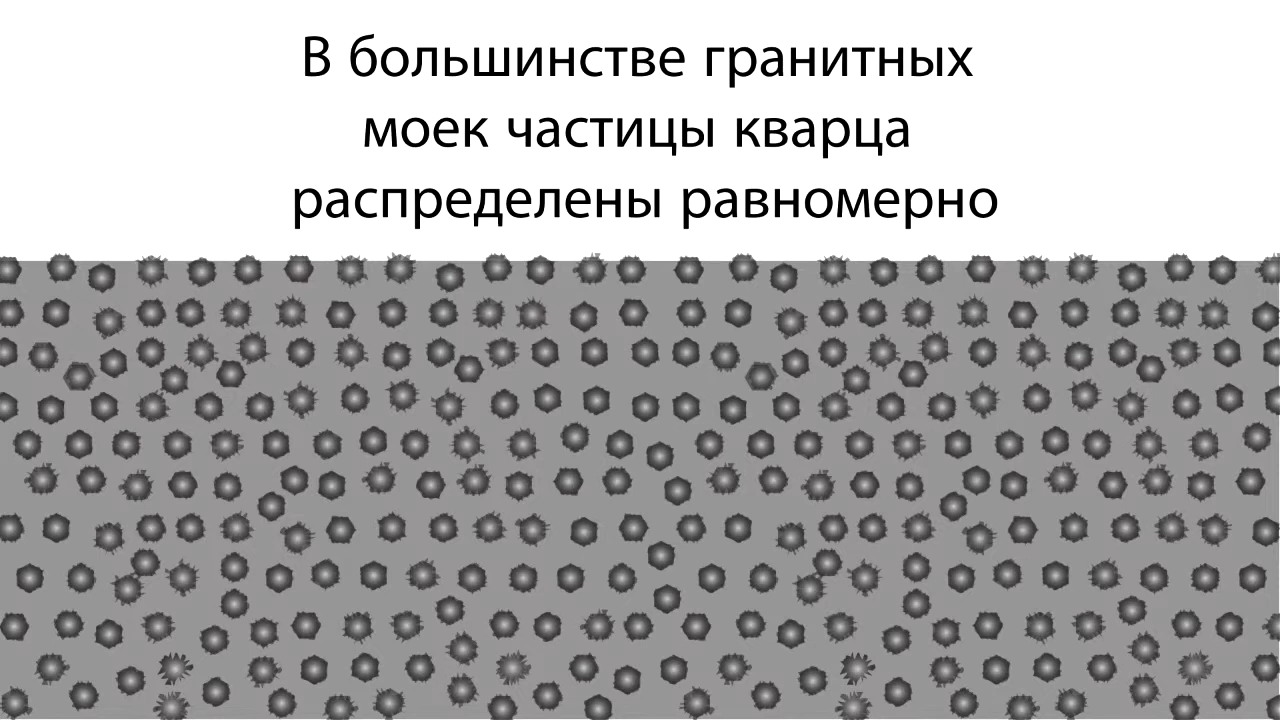 В большинстве гранитных
моек частицы кварца
распределены равномерно